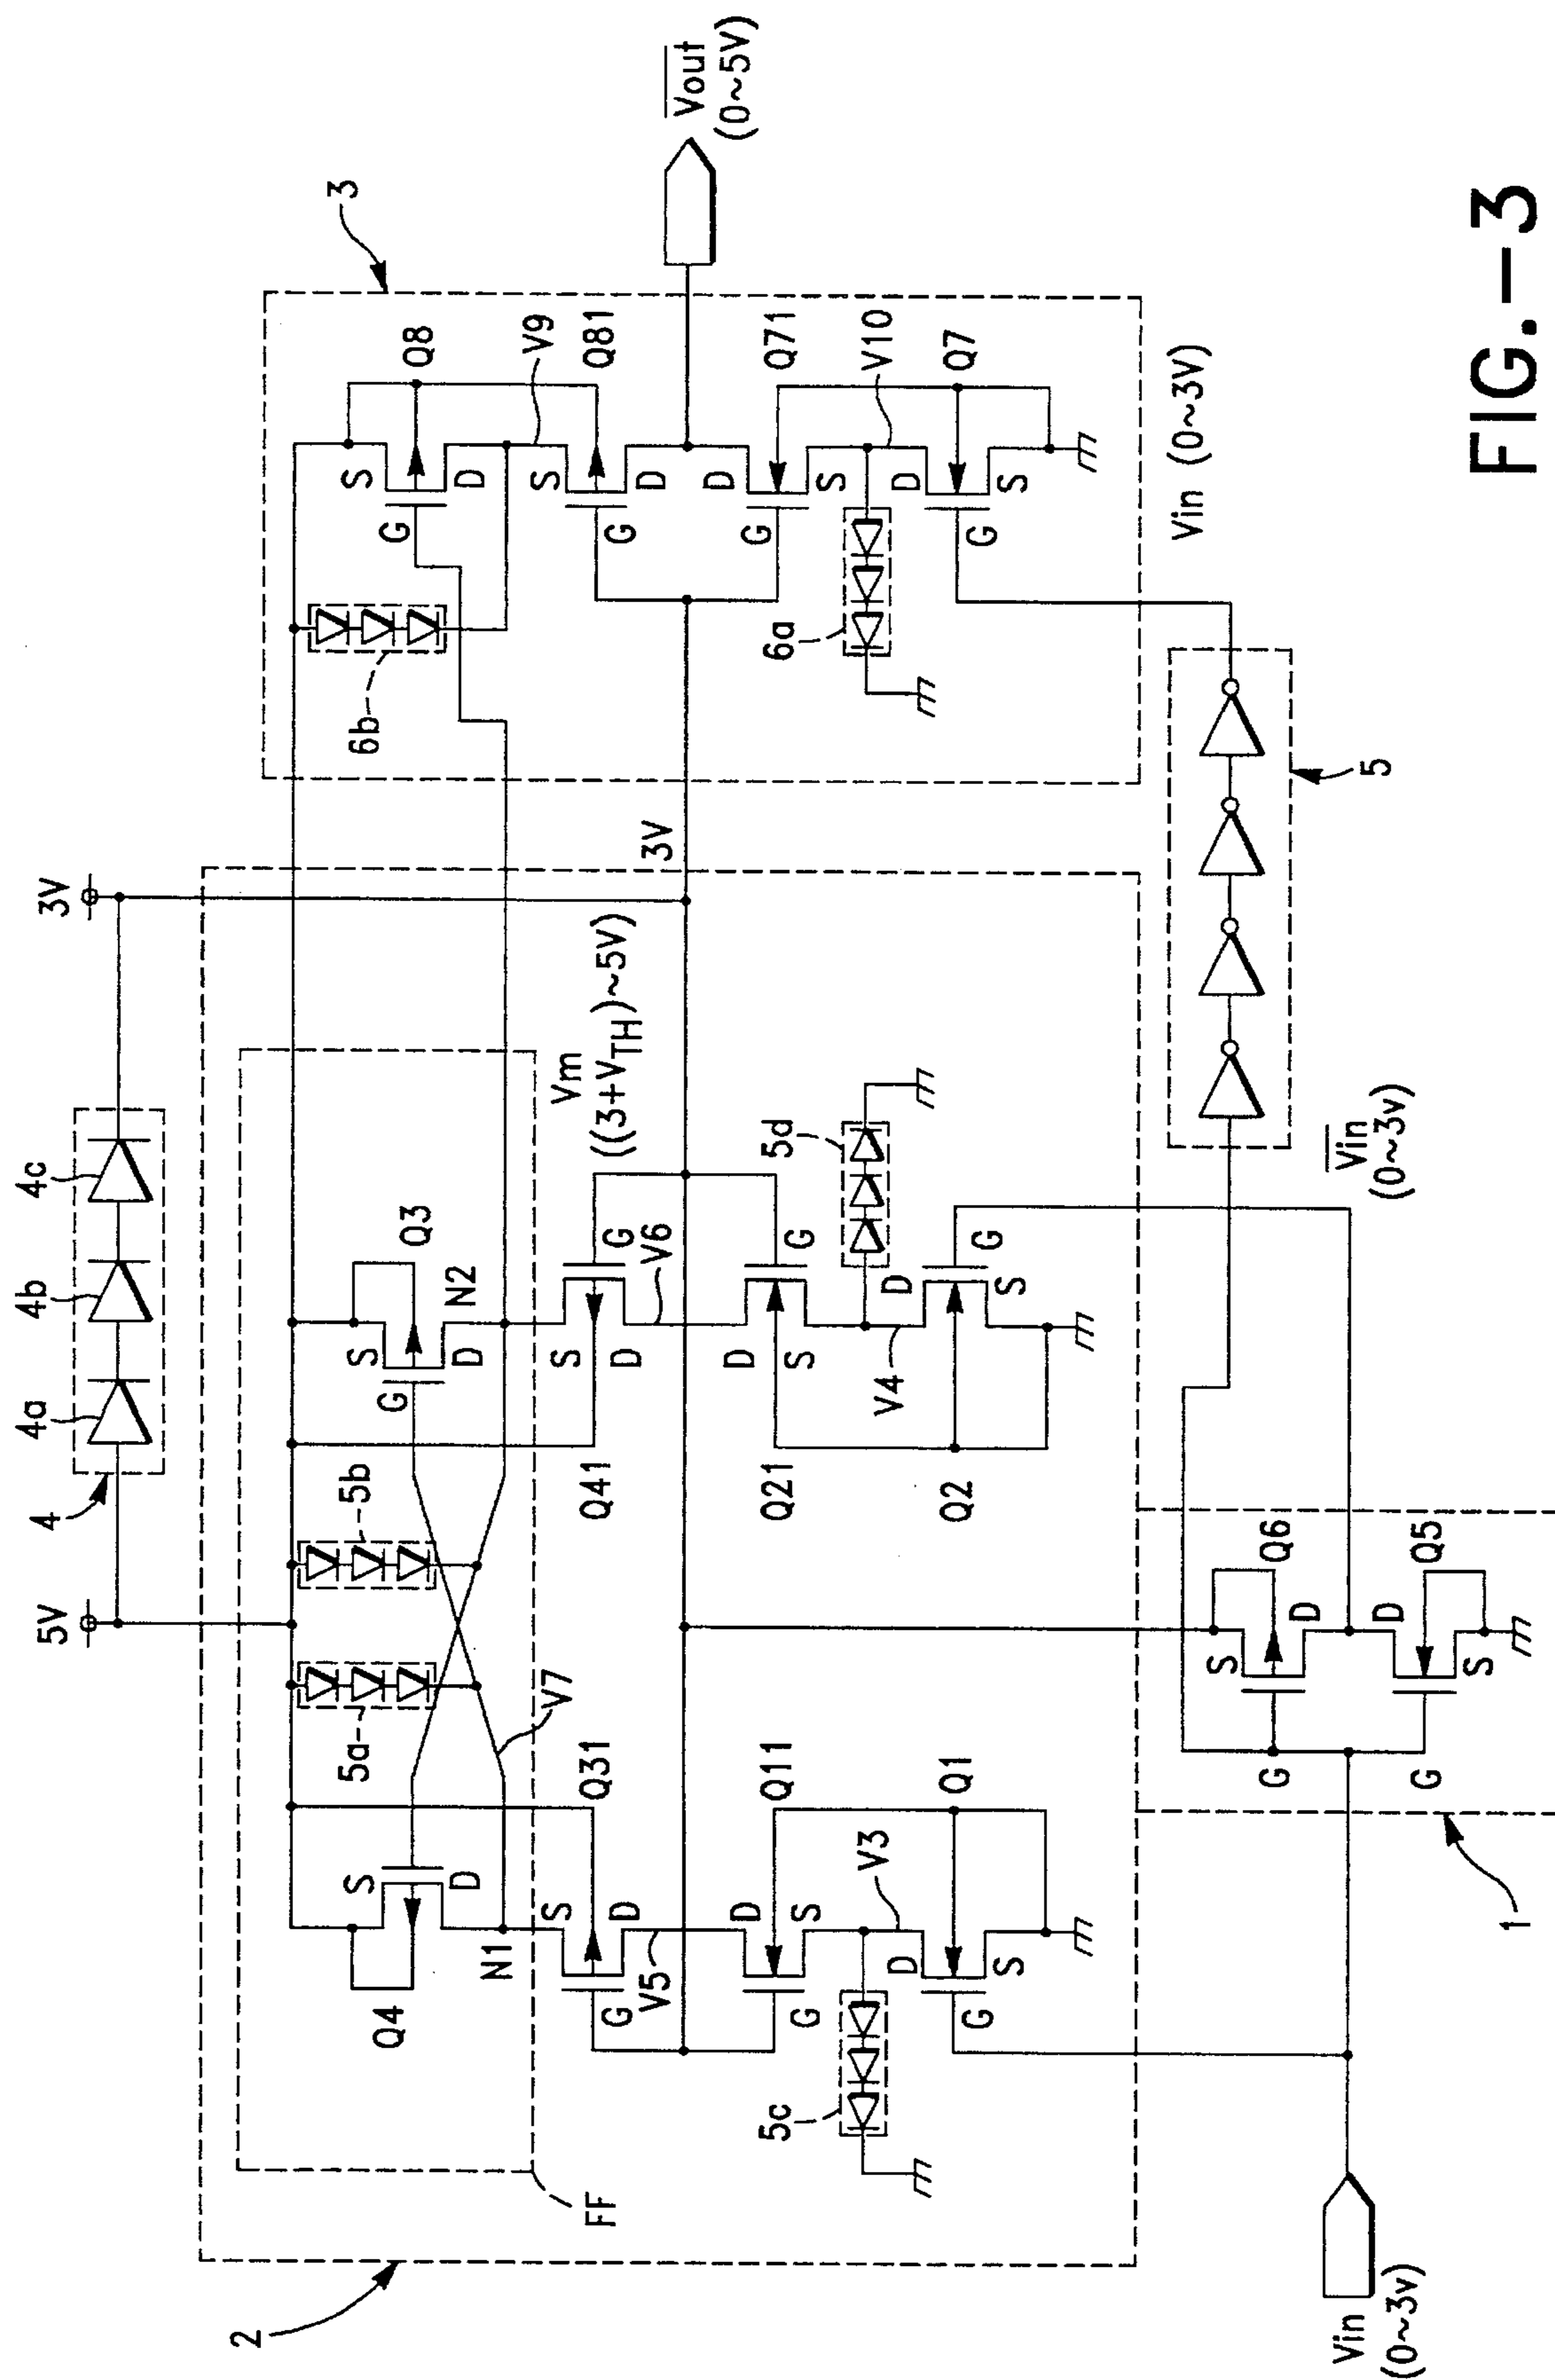 5V
3V
4
4a
4b
4c
2
FF
Q4
S
D
N1
5a
5b
V7
S
G
D
Q3
N2
Vm
((3+VTH)~5V)
3V
S
G
D
Q31
V5
S
D
G
Q41
V6
D
G
S
Q11
D
G
S
Q21
5c
V3
D
G
S
Q1
5d
V4
D
G
S
Q2
3
6b
S
G
D
Q8
V9
S
G
D
Q81
D
G
S
Q71
6a
V10
D
G
S
Q7
Vout
(0~5V)
Vin (0~3V)
5
Vin
(0~3v)
1
S
G
D
Q6
D
G
S
Q5
Vin
(0~3v)
FIG.-3